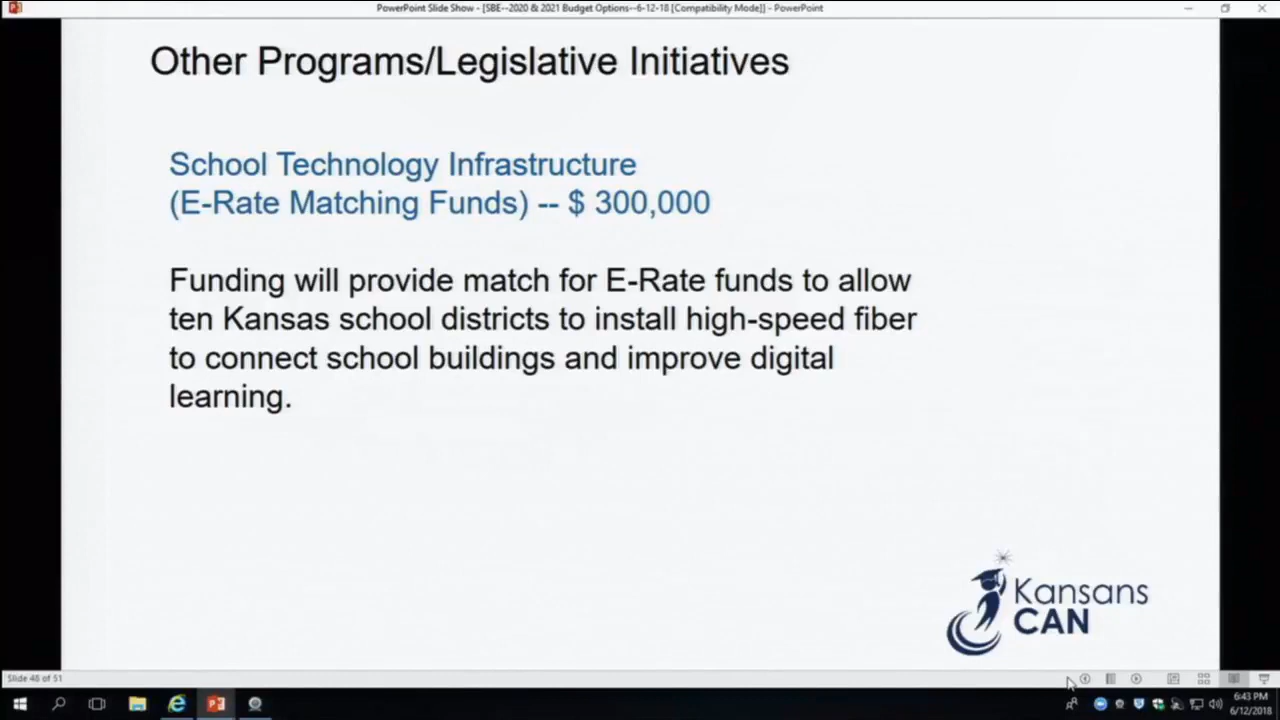 PowerPoint Slide Show - [SBE--2020 & 2021 Budget Options--6-12-18 [Compatibility Mode]] - PowerPoint
Other Programs/Legislative Initiatives
School Technology Infrastructure
(E-Rate Matching Funds) -- $ 300,000
Funding will provide match for E-Rate funds to allow
ten Kansas school districts to install high-speed fiber
to connect school buildings and improve digital
learning.
Kansans
CAN
Slide 48 of 51
6:43 PM
6/12/2018